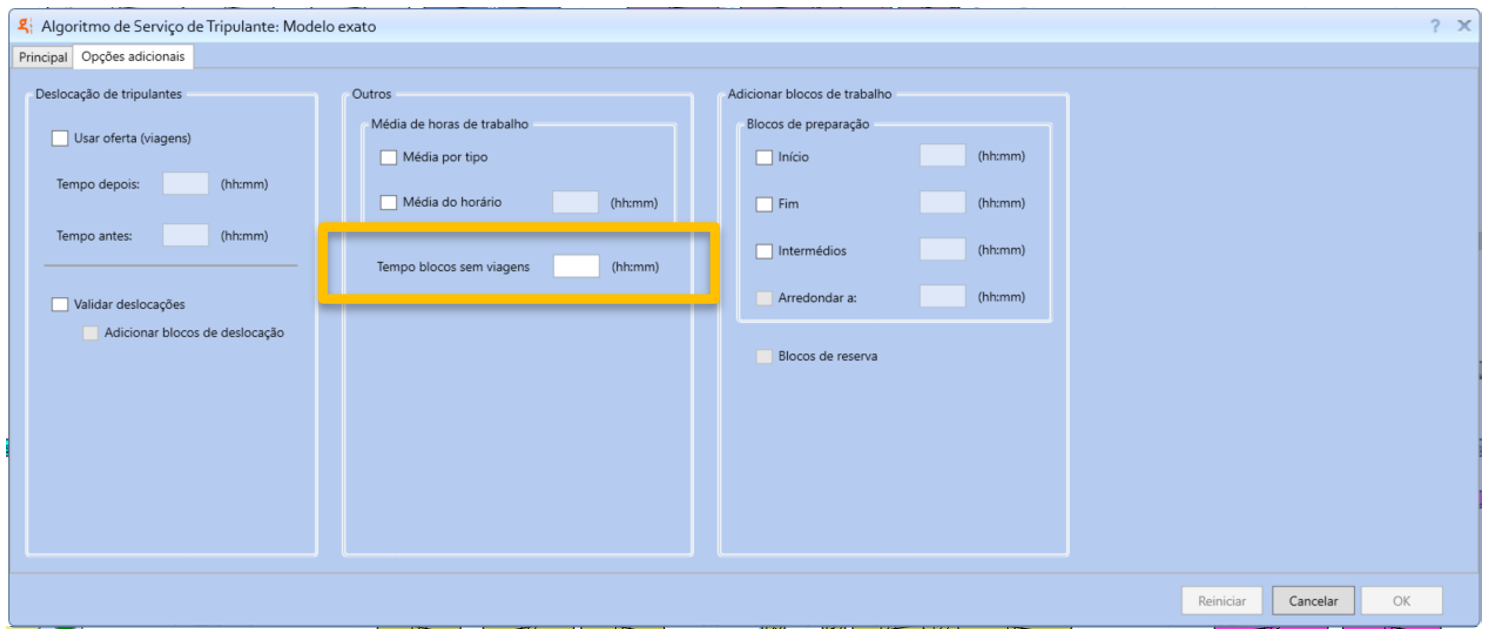 Algoritmo de Serviço de Tripulante: Modelo exato
? X
Principal Opções adicionais
Deslocação de tripulantes
Usar oferta (viagens)
Tempo depois: (hh:mm)
Tempo antes: (hh:mm)
Validar deslocações
Adicionar blocos de deslocação
Outros
Média de horas de trabalho
Média por tipo
Média do horário (hh:mm)
Tempo blocos sem viagens (hh:mm)
Adicionar blocos de trabalho
Blocos de preparação
Início (hh:mm)
Fim (hh:mm)
Intermédios (hh:mm)
Arredondar a: (hh:mm)
Blocos de reserva
Reiniciar Cancelar OK